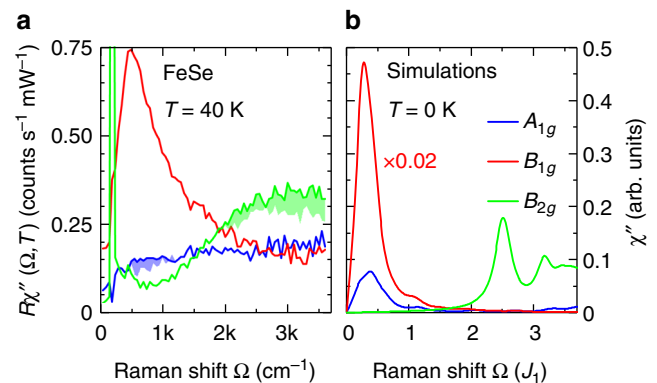 a
0.75
0.50
0.25
0
0
1k
2k
3k
Rχ″ (Ω, T) (counts s⁻¹ mW⁻¹)
Raman shift Ω (cm⁻¹)
FeSe
T = 40 K
b
Simulations
T = 0 K
×0.02
A1g
B1g
B2g
0.5
0.4
0.3
0.2
0.1
0
0
1
2
3
χ″ (arb. units)
Raman shift Ω (J₁)